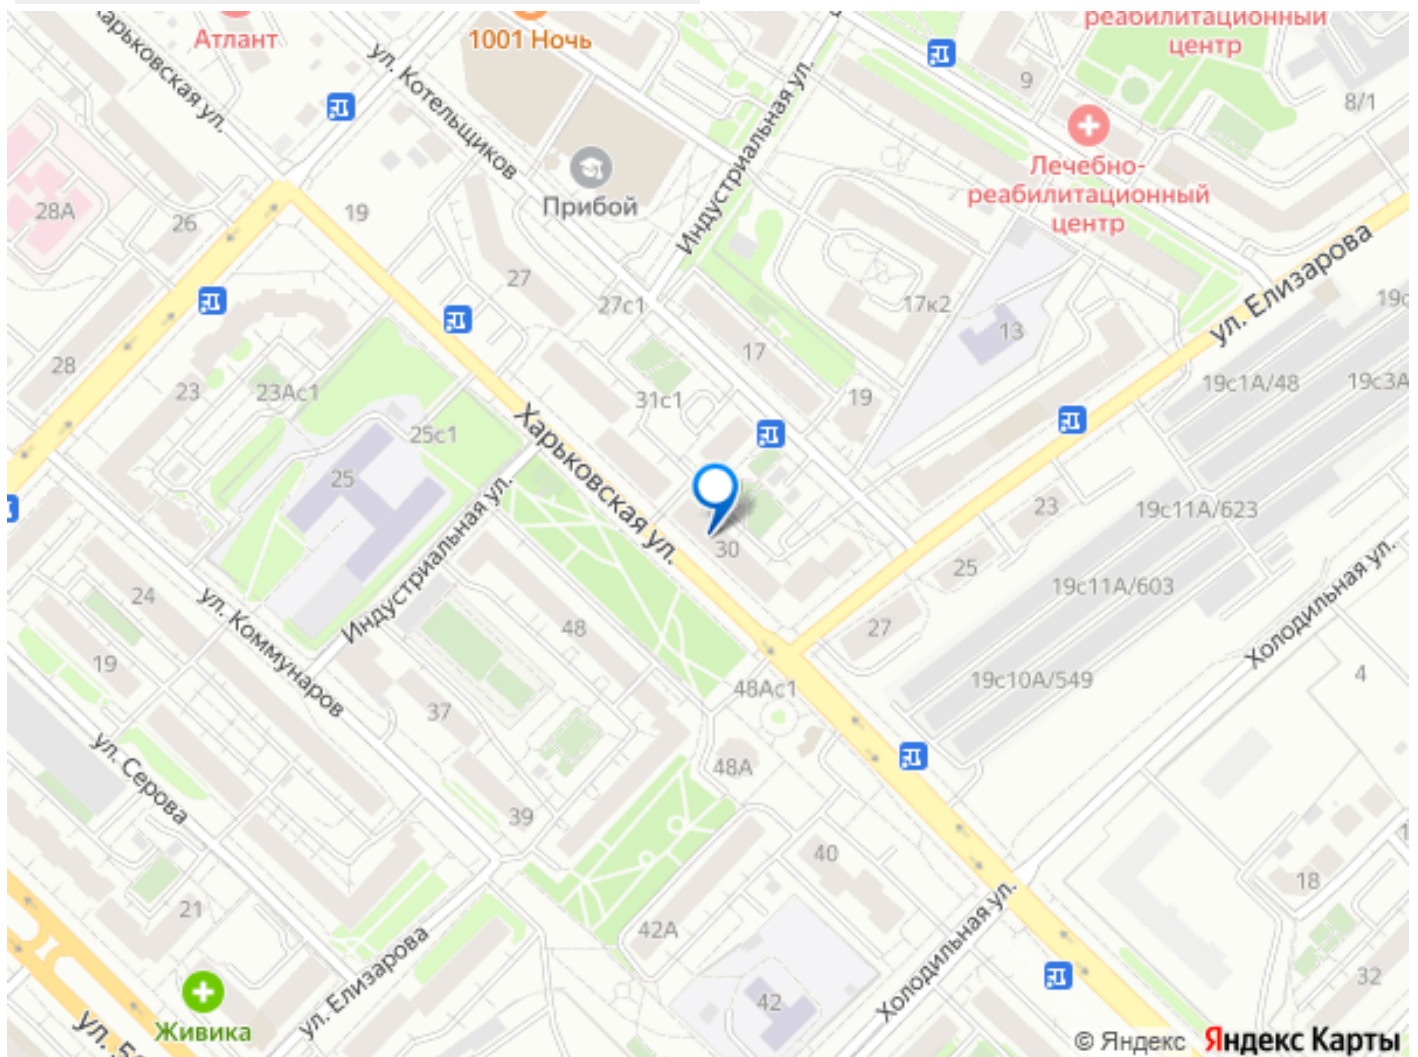 реабилитационный
центр
Атлант
1001 Ночь
Харьковская ул.
ул. Котельщиков
Индустриальная ул.
9
8/1
Лечебно-
реабилитационный
центр
Прибой
28А
26
19
27
27с1
17к2
13
ул. Елизарова
28
23
23Ас1
31с1
17
19
19с1А/48
19с3А
25с1
25
Харьковская ул.
Индустриальная ул.
30
23
25
27
19с11А/623
19с11А/603
19с10А/549
Холодильная ул.
4
24
19
ул. Коммунаров
48
37
48Ас1
48А
39
ул. Серова
40
21
42А
42
18
32
Холодильная ул.
ул. Елизарова
Живика
© Яндекс Яндекс Карты